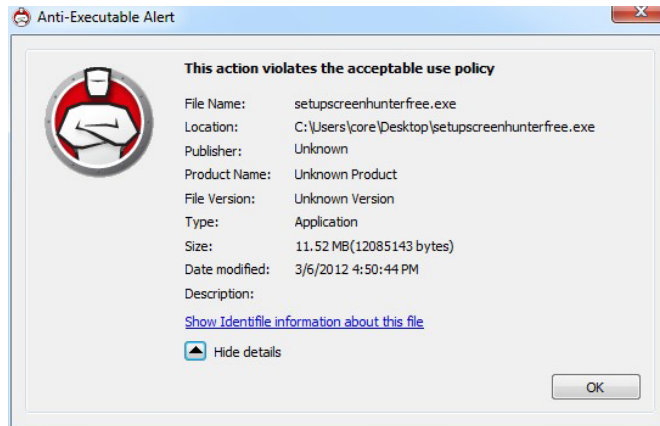 Anti-Executable Alert
This action violates the acceptable use policy
File Name: setupscreenhunterfree.exe
Location: C:\Users\core\Desktop\setupscreenhunterfree.exe
Publisher: Unknown
Product Name: Unknown Product
File Version: Unknown Version
Type: Application
Size: 11.52 MB(12085143 bytes)
Date modified: 3/6/2012 4:50:44 PM
Description:
Show Identifile information about this file
Hide details
OK